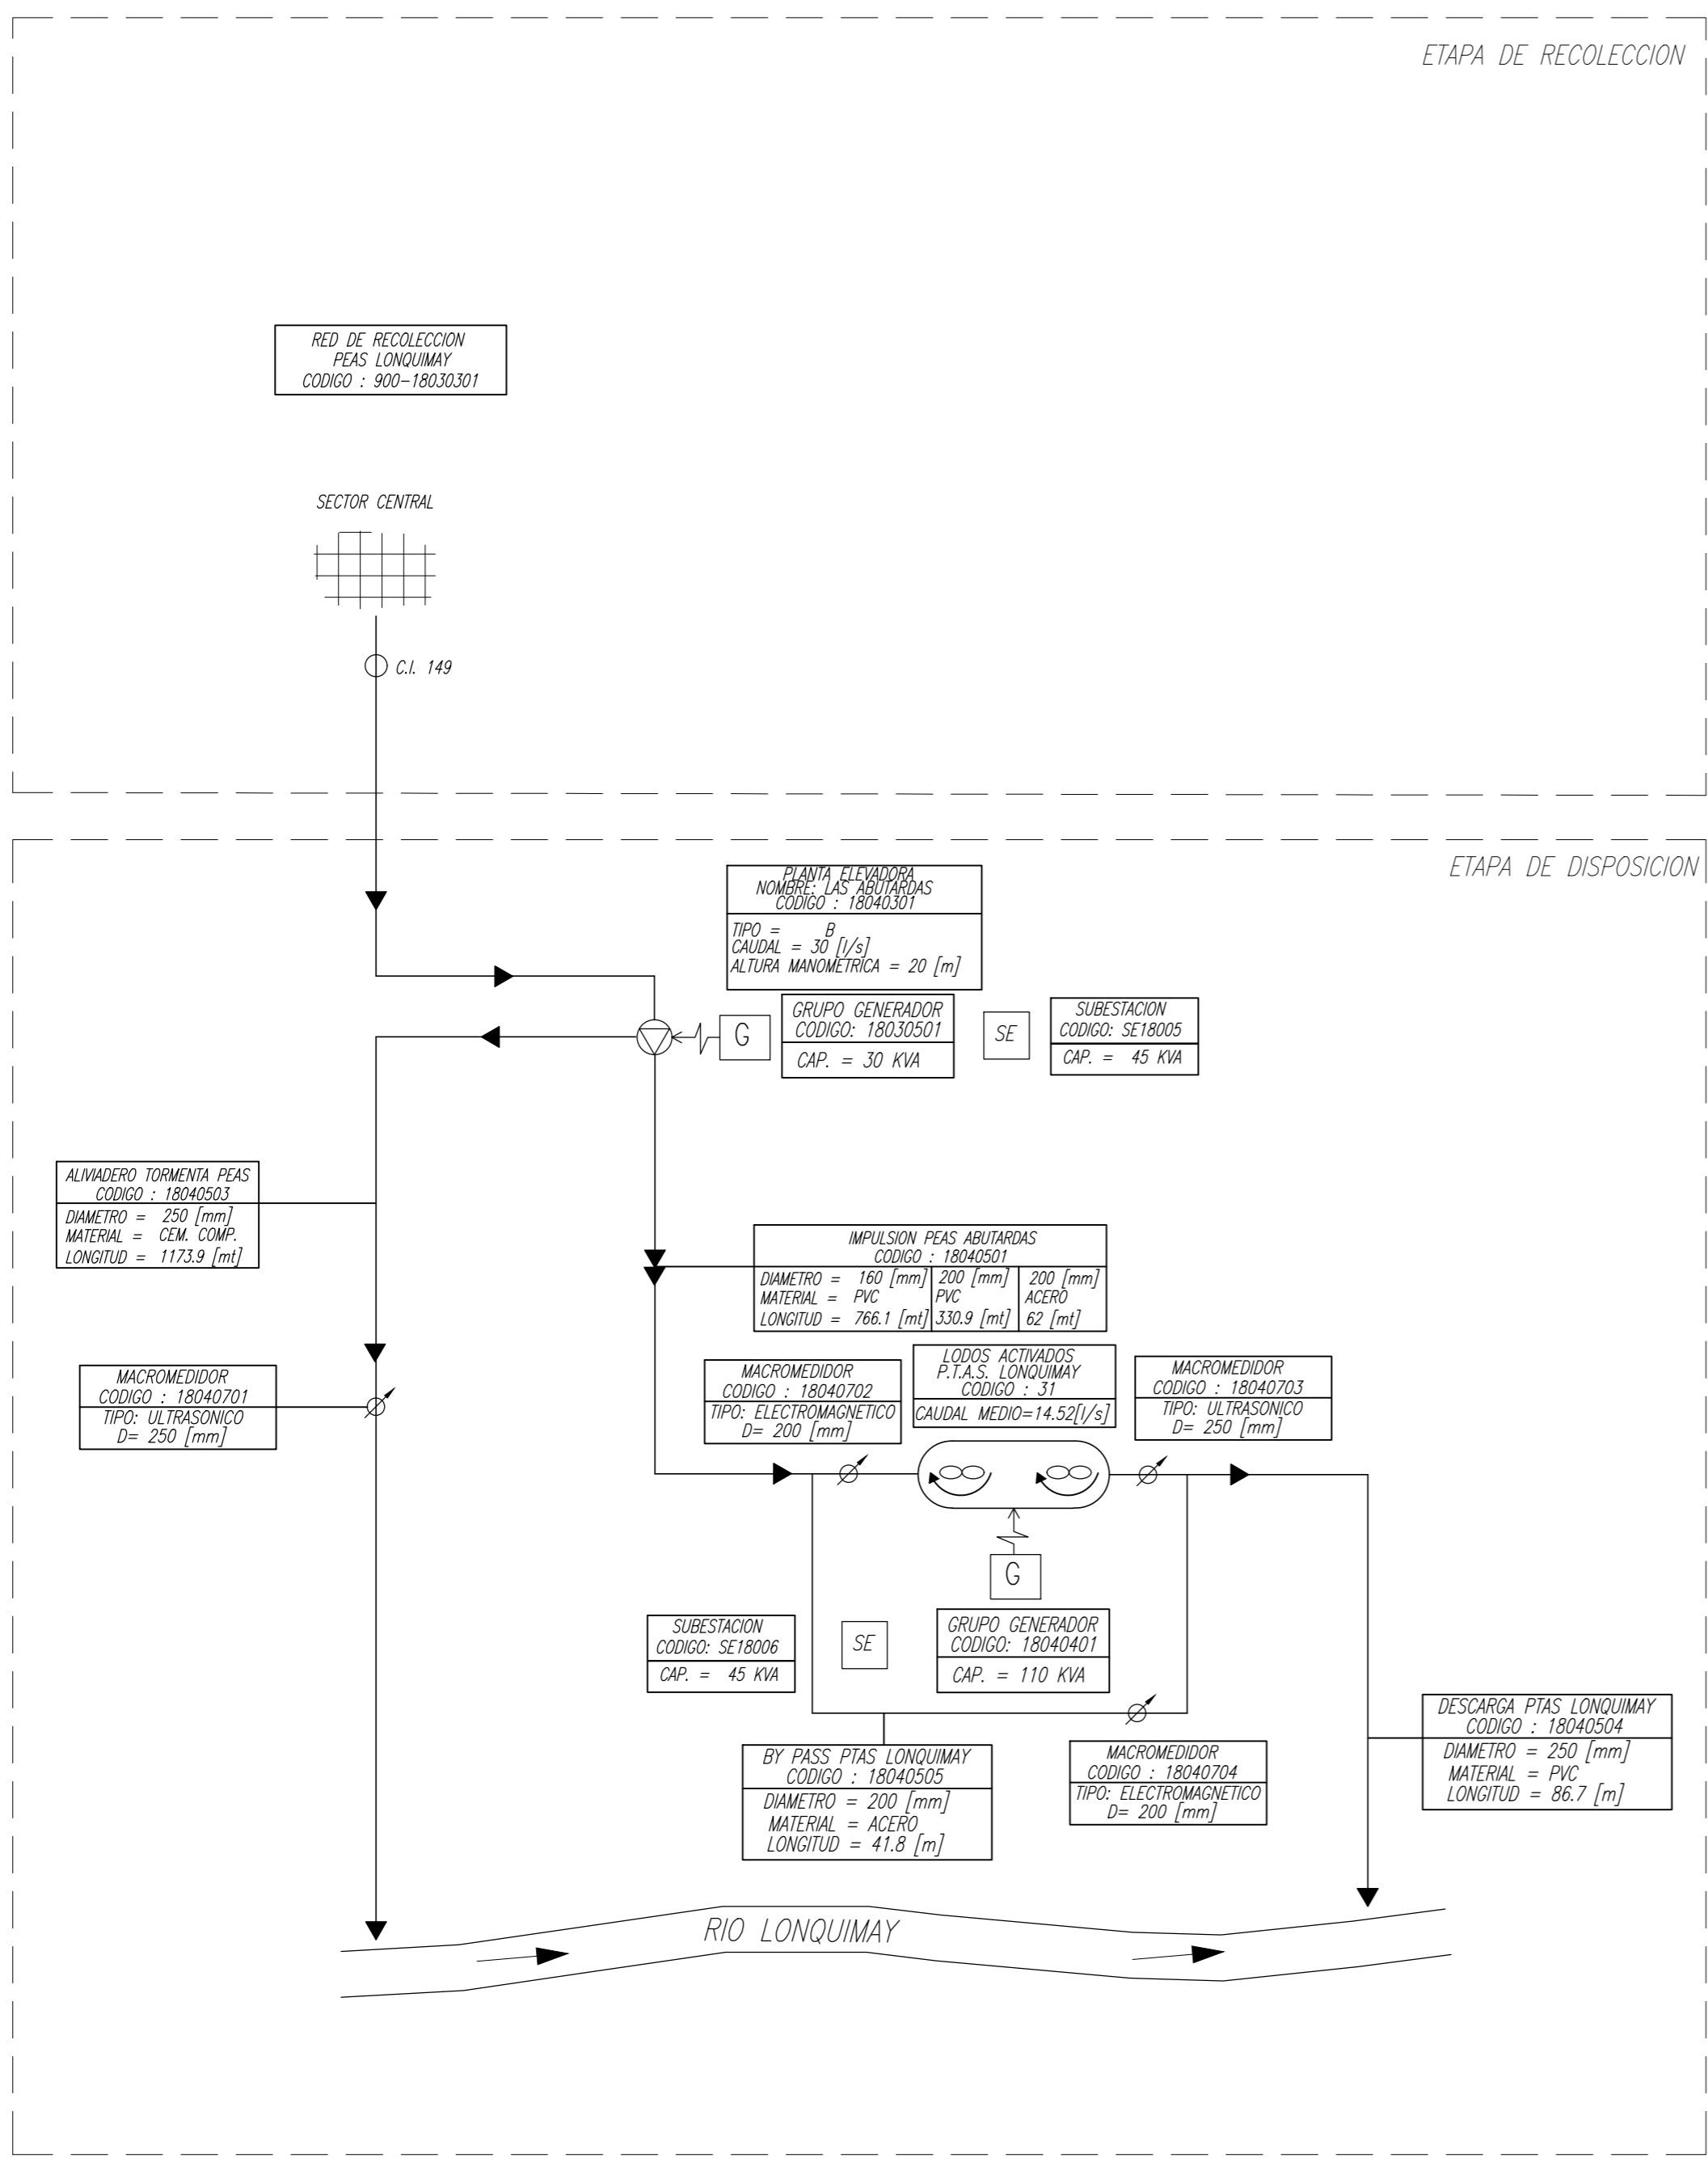 ETAPA DE RECOLECCION
RED DE RECOLECCION
PEAS LONQUIMAY
CODIGO : 900-18030301
SECTOR CENTRAL
C.I. 149
ETAPA DE DISPOSICION
PLANTA ELEVADORA
NOMBRE: LAS ABUTARDAS
CODIGO : 18040301
TIPO = B
CAUDAL = 30 [l/s]
ALTURA MANOMETRICA = 20 [m]
G
GRUPO GENERADOR
CODIGO: 18030501
CAP. = 30 KVA
SE
SUBESTACION
CODIGO: SE18005
CAP. = 45 KVA
ALIVIADERO TORMENTA PEAS
CODIGO : 18040503
DIAMETRO = 250 [mm]
MATERIAL = CEM. COMP.
LONGITUD = 1173.9 [mt]
IMPULSION PEAS ABUTARDAS
CODIGO : 18040501
DIAMETRO = 160 [mm] 200 [mm] 200 [mm]
MATERIAL = PVC PVC ACERO
LONGITUD = 766.1 [mt] 330.9 [mt] 62 [mt]
MACROMEDIDOR
CODIGO : 18040701
TIPO: ULTRASONICO
D= 250 [mm]
MACROMEDIDOR
CODIGO : 18040702
TIPO: ELECTROMAGNETICO
D= 200 [mm]
LODOS ACTIVADOS
P.T.A.S. LONQUIMAY
CODIGO : 31
CAUDAL MEDIO=14.52[l/s]
MACROMEDIDOR
CODIGO : 18040703
TIPO: ULTRASONICO
D= 250 [mm]
G
SUBESTACION
CODIGO: SE18006
CAP. = 45 KVA
SE
GRUPO GENERADOR
CODIGO: 18040401
CAP. = 110 KVA
BY PASS PTAS LONQUIMAY
CODIGO : 18040505
DIAMETRO = 200 [mm]
MATERIAL = ACERO
LONGITUD = 41.8 [m]
MACROMEDIDOR
CODIGO : 18040704
TIPO: ELECTROMAGNETICO
D= 200 [mm]
DESCARGA PTAS LONQUIMAY
CODIGO : 18040504
DIAMETRO = 250 [mm]
MATERIAL = PVC
LONGITUD = 86.7 [m]
RIO LONQUIMAY